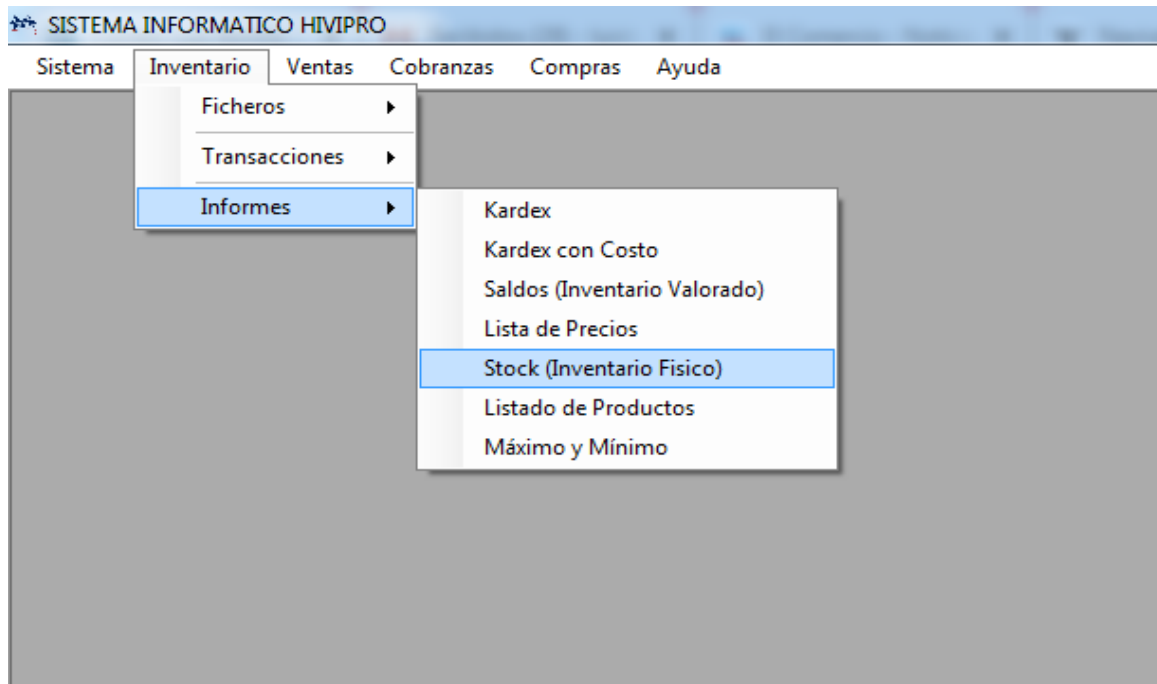 SISTEMA INFORMATICO HIVIPRO
Sistema Inventario Ventas Cobranzas Compras Ayuda
Ficheros
Transacciones
Informes
Kardex
Kardex con Costo
Saldos (Inventario Valorado)
Lista de Precios
Stock (Inventario Fisico)
Listado de Productos
Máximo y Mínimo